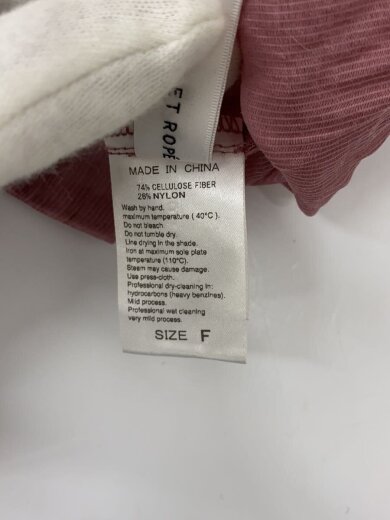 ET ROPÉ
MADE IN CHINA
74% CELLULOSE FIBER
26% NYLON
Wash by hand.
maximum temperature ( 40°C ).
Do not bleach.
Do not tumble dry.
Line drying in the shade.
Iron at maximum sole plate
temperature (110°C).
Steam may cause damage.
Use press-cloth.
Professional dry-cleaning in:
hydrocarbons (heavy benzines).
Mild process.
Professional wet cleaning
very mild process.
SIZE F